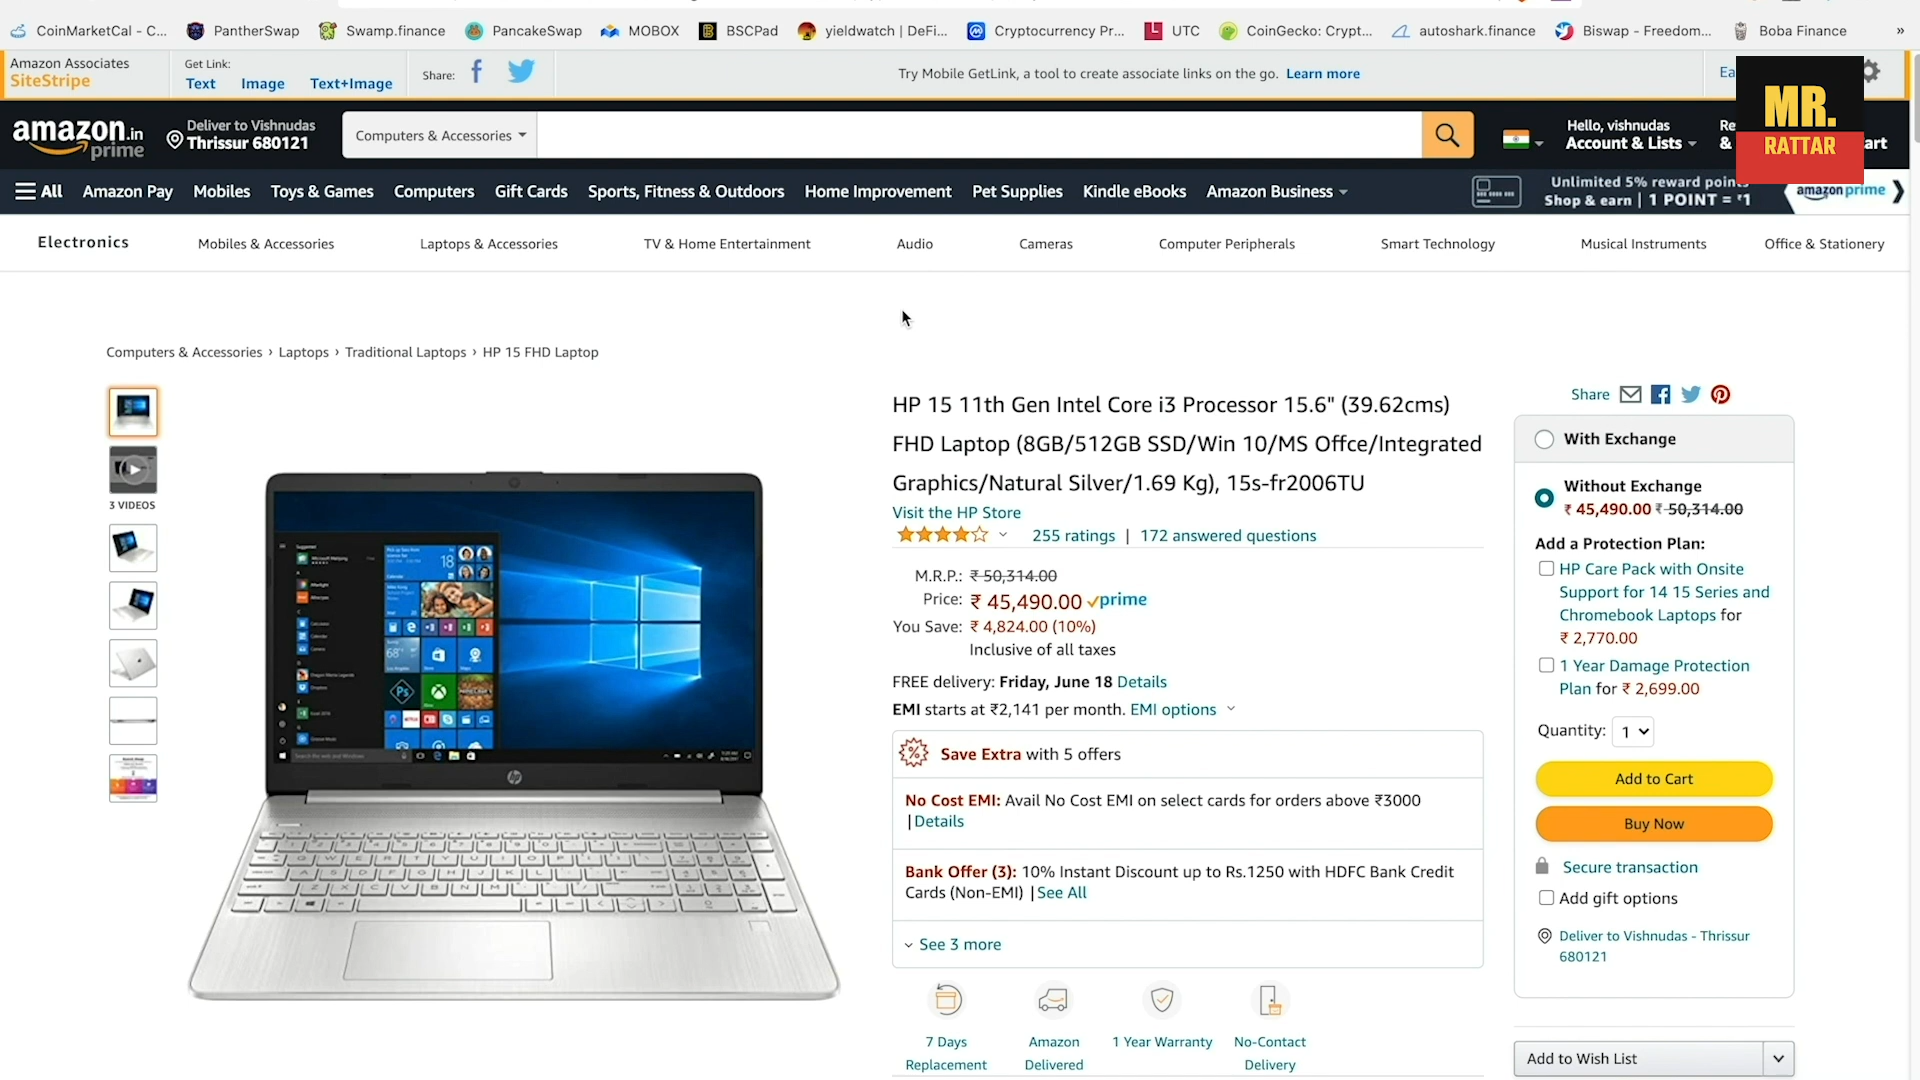 CoinMarketCal - C...
PantherSwap
Swamp.finance
PancakeSwap
MOBOX
BSCPad
yieldwatch | DeFi...
Cryptocurrency Pr...
UTC
CoinGecko: Crypt...
autoshark.finance
Biswap - Freedom...
Boba Finance
»
Amazon Associates
SiteStripe
Get Link:
Text Image Text+Image
Share:
Try Mobile GetLink, a tool to create associate links on the go. Learn more
Ea
MR.
RATTAR
amazon.in
prime
Deliver to Vishnudas
Thrissur 680121
Computers & Accessories
Hello, vishnudas
Account & Lists
Re
&
art
All Amazon Pay Mobiles Toys & Games Computers Gift Cards Sports, Fitness & Outdoors Home Improvement Pet Supplies Kindle eBooks Amazon Business
Unlimited 5% reward points
Shop & earn | 1 POINT = ₹1
amazon prime
Electronics Mobiles & Accessories Laptops & Accessories TV & Home Entertainment Audio Cameras Computer Peripherals Smart Technology Musical Instruments Office & Stationery
Computers & Accessories › Laptops › Traditional Laptops › HP 15 FHD Laptop
3 VIDEOS
HP 15 11th Gen Intel Core i3 Processor 15.6" (39.62cms)
FHD Laptop (8GB/512GB SSD/Win 10/MS Offce/Integrated
Graphics/Natural Silver/1.69 Kg), 15s-fr2006TU
Visit the HP Store
255 ratings | 172 answered questions
M.R.P.: ₹ 50,314.00
Price: ₹ 45,490.00 prime
You Save: ₹ 4,824.00 (10%)
Inclusive of all taxes
FREE delivery: Friday, June 18 Details
EMI starts at ₹2,141 per month. EMI options
Save Extra with 5 offers
No Cost EMI: Avail No Cost EMI on select cards for orders above ₹3000
|Details
Bank Offer (3): 10% Instant Discount up to Rs.1250 with HDFC Bank Credit
Cards (Non-EMI) |See All
See 3 more
7 Days
Replacement
Amazon
Delivered
1 Year Warranty
No-Contact
Delivery
Share
With Exchange
Without Exchange
₹ 45,490.00 ₹ 50,314.00
Add a Protection Plan:
HP Care Pack with Onsite
Support for 14 15 Series and
Chromebook Laptops for
₹ 2,770.00
1 Year Damage Protection
Plan for ₹ 2,699.00
Quantity: 1
Add to Cart
Buy Now
Secure transaction
Add gift options
Deliver to Vishnudas - Thrissur
680121
Add to Wish List